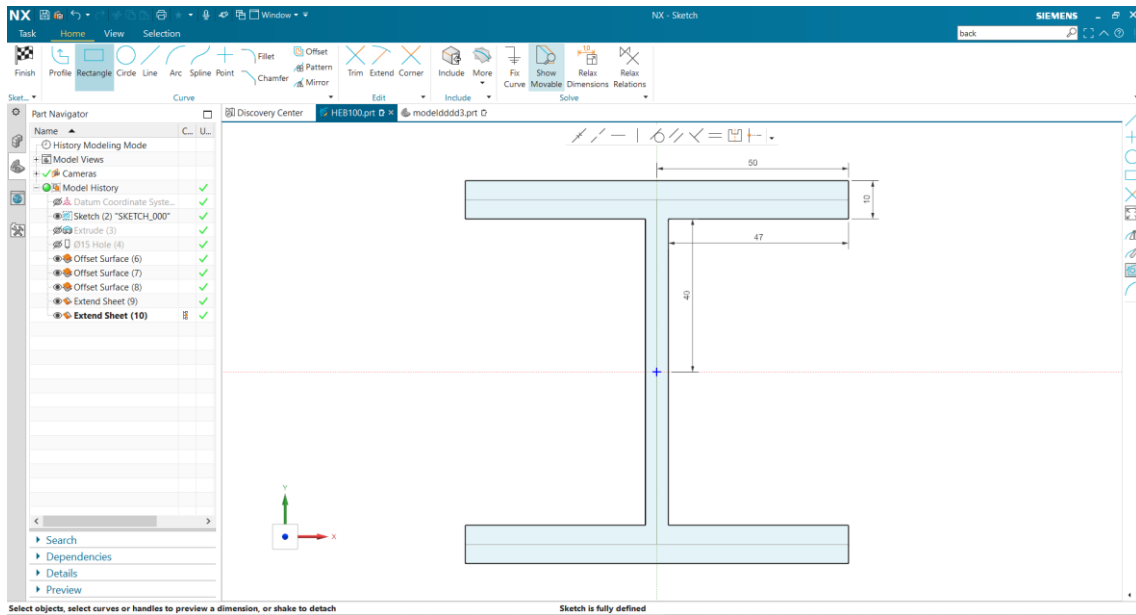 NX Window NX - Sketch SIEMENS
Task Home View Selection back
Finish Profile Rectangle Circle Line Arc Spline Point Fillet Chamfer Offset Pattern Mirror Trim Extend Corner Include More Fix Curve Show Movable Relax Dimensions Relax Relations
Sket... Curve Edit Include Solve
Part Navigator Discovery Center HEB100.prt modeldddd3.prt
Name C... U...
History Modeling Mode
Model Views
Cameras
Model History
Datum Coordinate Syste...
Sketch (2) "SKETCH_000"
Extrude (3)
Ø15 Hole (4)
Offset Surface (6)
Offset Surface (7)
Offset Surface (8)
Extend Sheet (9)
Extend Sheet (10)
50
10
47
40
Y
X
Search
Dependencies
Details
Preview
Select objects, select curves or handles to preview a dimension, or shake to detach Sketch is fully defined